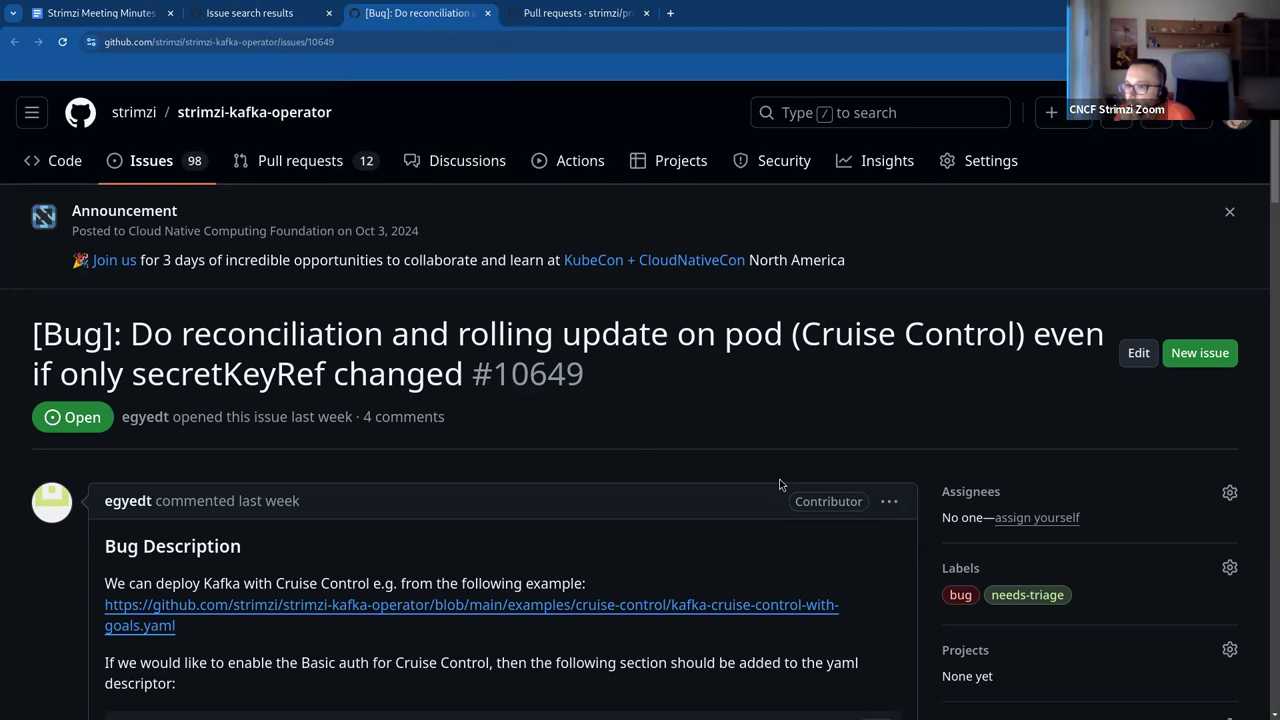 Strimzi Meeting Minutes
Issue search results
[Bug]: Do reconciliation a
Pull requests · strimzi/pr
github.com/strimzi/strimzi-kafka-operator/issues/10649
CNCF Strimzi Zoom
strimzi / strimzi-kafka-operator
Type / to search
Code
Issues 98
Pull requests 12
Discussions
Actions
Projects
Security
Insights
Settings
Announcement
Posted to Cloud Native Computing Foundation on Oct 3, 2024
🎉 Join us for 3 days of incredible opportunities to collaborate and learn at KubeCon + CloudNativeCon North America
[Bug]: Do reconciliation and rolling update on pod (Cruise Control) even
if only secretKeyRef changed #10649
Edit
New issue
Open
egyedt opened this issue last week · 4 comments
egyedt commented last week
Contributor
Bug Description
We can deploy Kafka with Cruise Control e.g. from the following example:
https://github.com/strimzi/strimzi-kafka-operator/blob/main/examples/cruise-control/kafka-cruise-control-with-
goals.yaml
If we would like to enable the Basic auth for Cruise Control, then the following section should be added to the yaml
descriptor:
Assignees
No one—assign yourself
Labels
bug
needs-triage
Projects
None yet